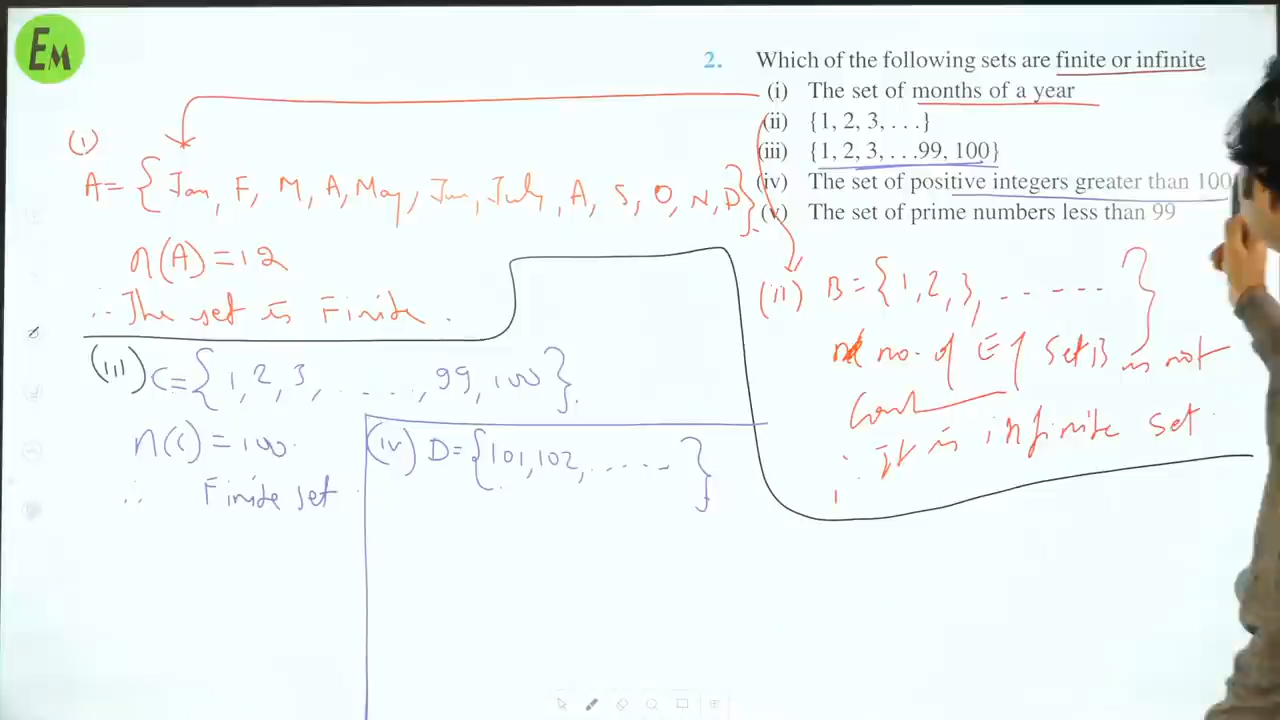 EM
2. Which of the following sets are finite or infinite
(i) The set of months of a year
(ii) {1, 2, 3, . . .}
(iii) {1, 2, 3, . . .99, 100}
(iv) The set of positive integers greater than 100
(v) The set of prime numbers less than 99
(i)
A = { Jan, F, M, A, May, Jun, July, A, S, O, N, D}.
n(A) = 12
∴ The set is Finite.
(ii) B = {1, 2, 3, ------}
no. of E of set B is not
∴ It is infinite set.
(iii) C = {1, 2, 3, ......, 99, 100}.
n(C) = 100.
∴ Finite set
(iv) D = {101, 102, ......}